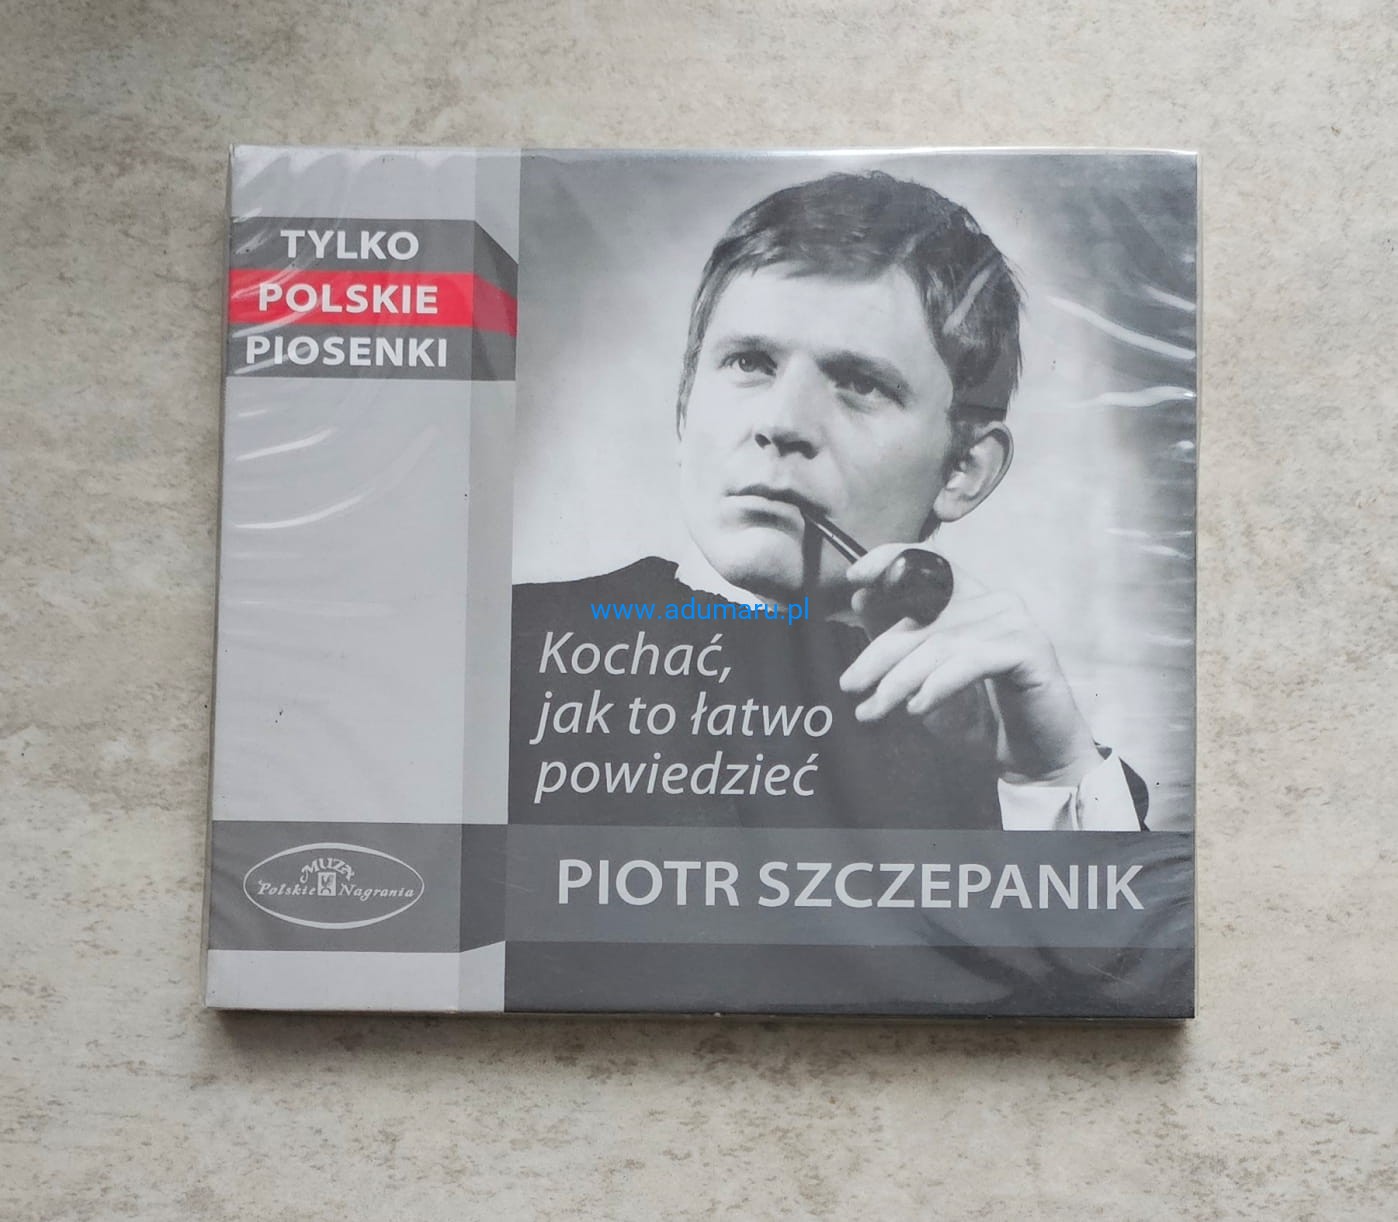 TYLKO
POLSKIE
PIOSENKI
www.adumaru.pl
Kochać,
jak to łatwo
powiedzieć
MUZA
Polskie Nagrania
PIOTR SZCZEPANIK